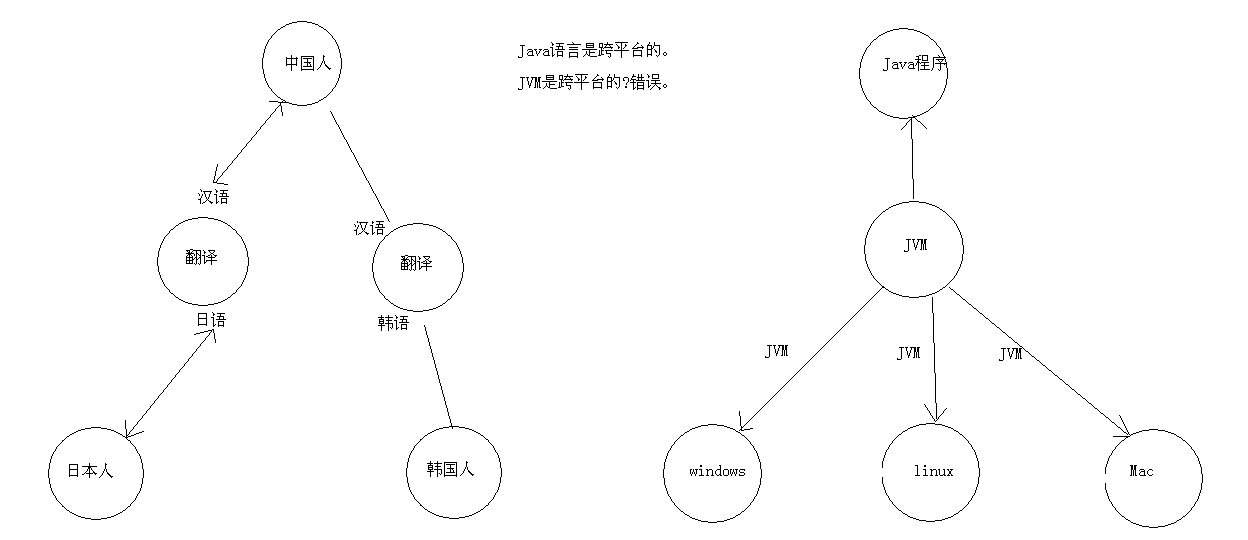 中国人
汉语
翻译
日语
日本人
汉语
翻译
韩语
韩国人
Java语言是跨平台的。
JVM是跨平台的?错误。
Java程序
JVM
JVM
JVM
JVM
windows
linux
Mac